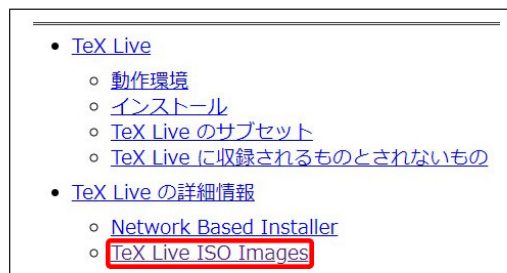 TeX Live
動作環境
インストール
TeX Live のサブセット
TeX Live に収録されるものとされないもの
TeX Live の詳細情報
Network Based Installer
TeX Live ISO Images